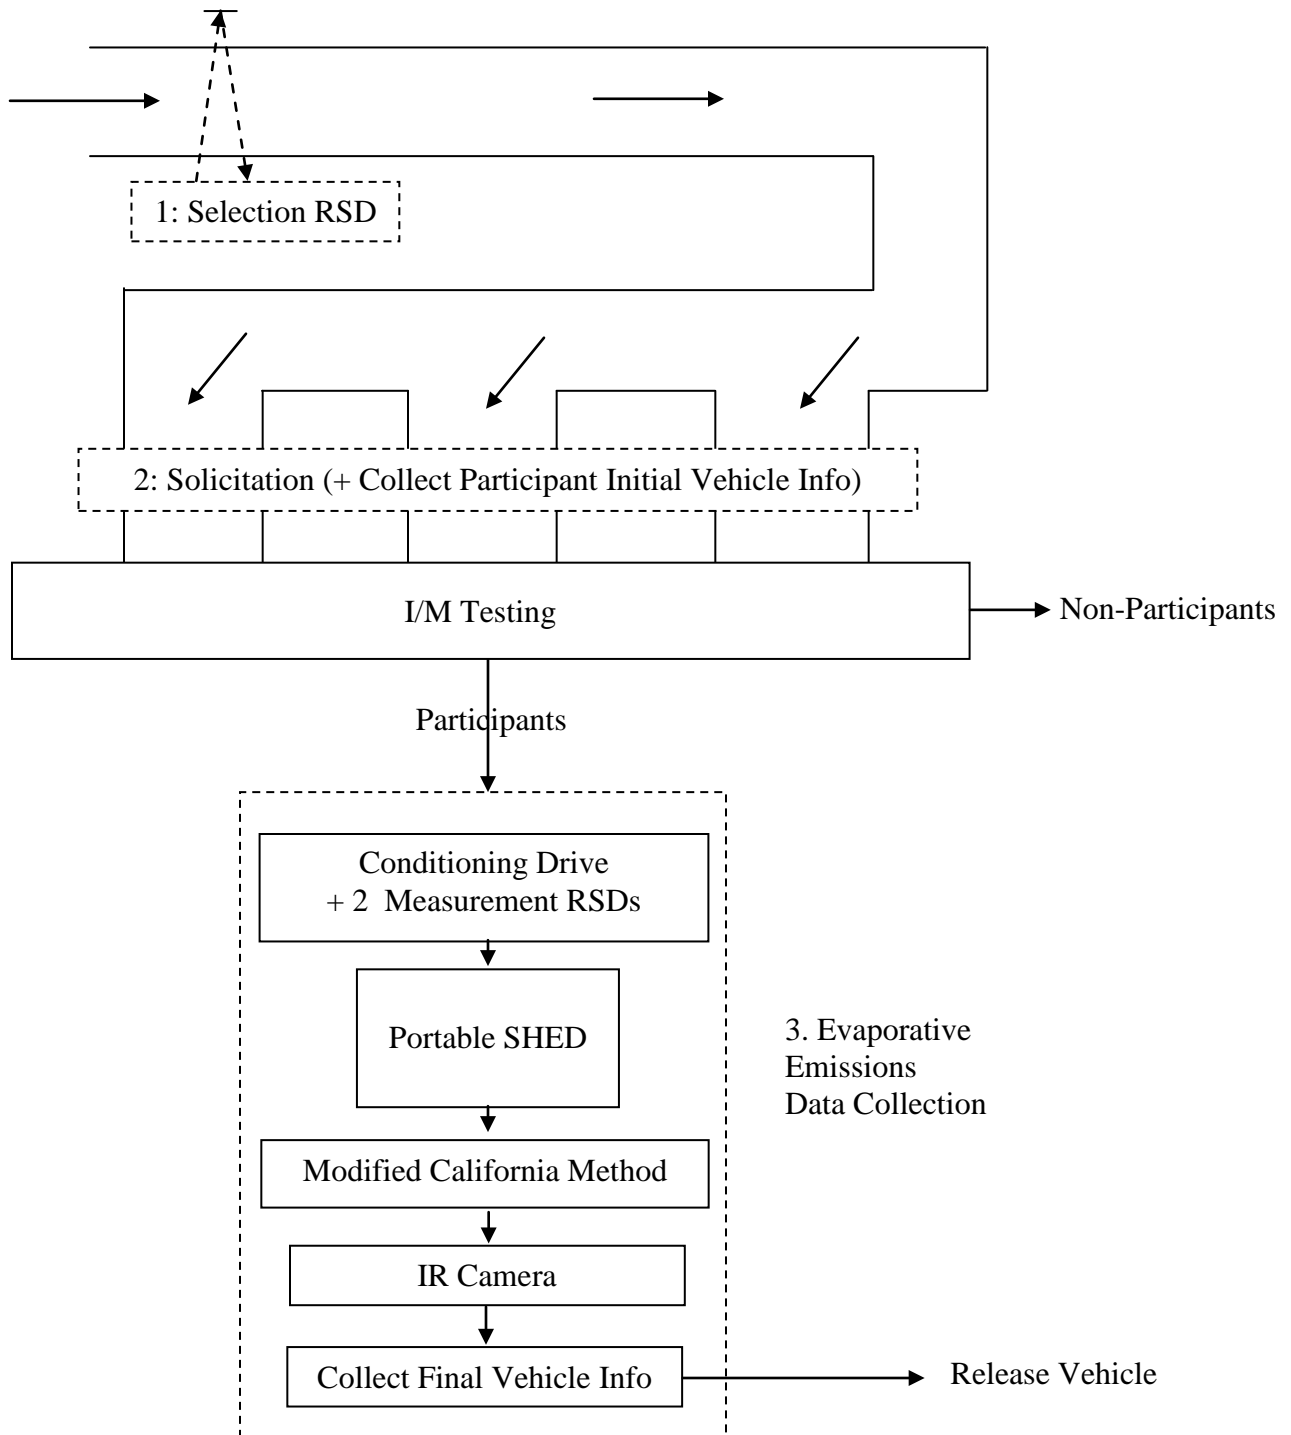 1: Selection RSD
2: Solicitation (+ Collect Participant Initial Vehicle Info)
I/M Testing
Non-Participants
Participants
Conditioning Drive
+ 2 Measurement RSDs
Portable SHED
3. Evaporative
Emissions
Data Collection
Modified California Method
IR Camera
Collect Final Vehicle Info
Release Vehicle